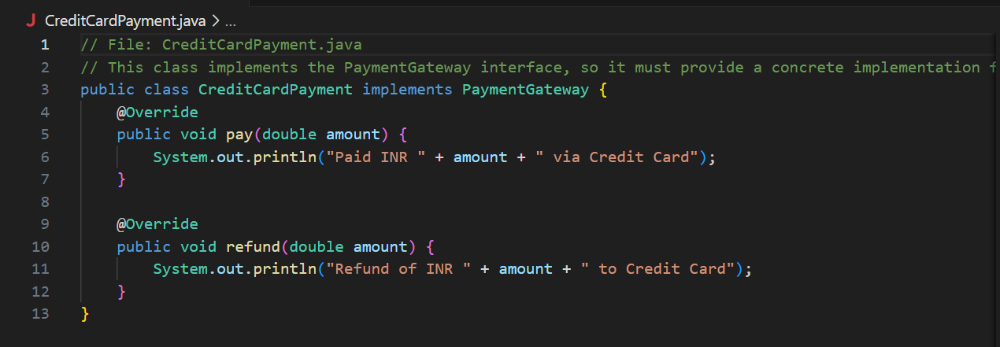 J CreditCardPayment.java > ...
1 // File: CreditCardPayment.java
2 // This class implements the PaymentGateway interface, so it must provide a concrete implementation
3 public class CreditCardPayment implements PaymentGateway {
4     @Override
5     public void pay(double amount) {
6         System.out.println("Paid INR " + amount + " via Credit Card");
7     }
8
9     @Override
10     public void refund(double amount) {
11         System.out.println("Refund of INR " + amount + " to Credit Card");
12     }
13 }